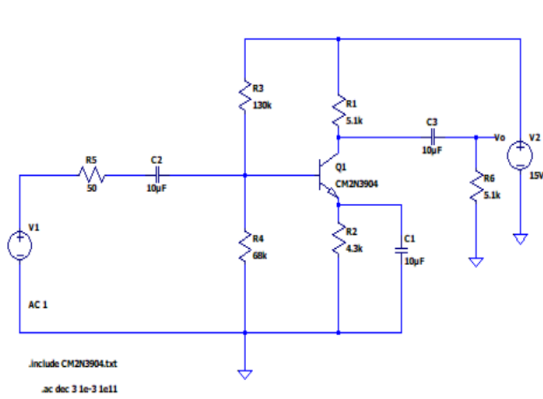 R3
130k
R1
5.1k
C3
10µF
Vo
V2
15V
R5
50
C2
10µF
Q1
CM2N3904
R6
5.1k
V1
R4
68k
R2
4.3k
C1
10µF
AC 1
.include CM2N3904.txt
.ac dec 3 1e-3 1e11